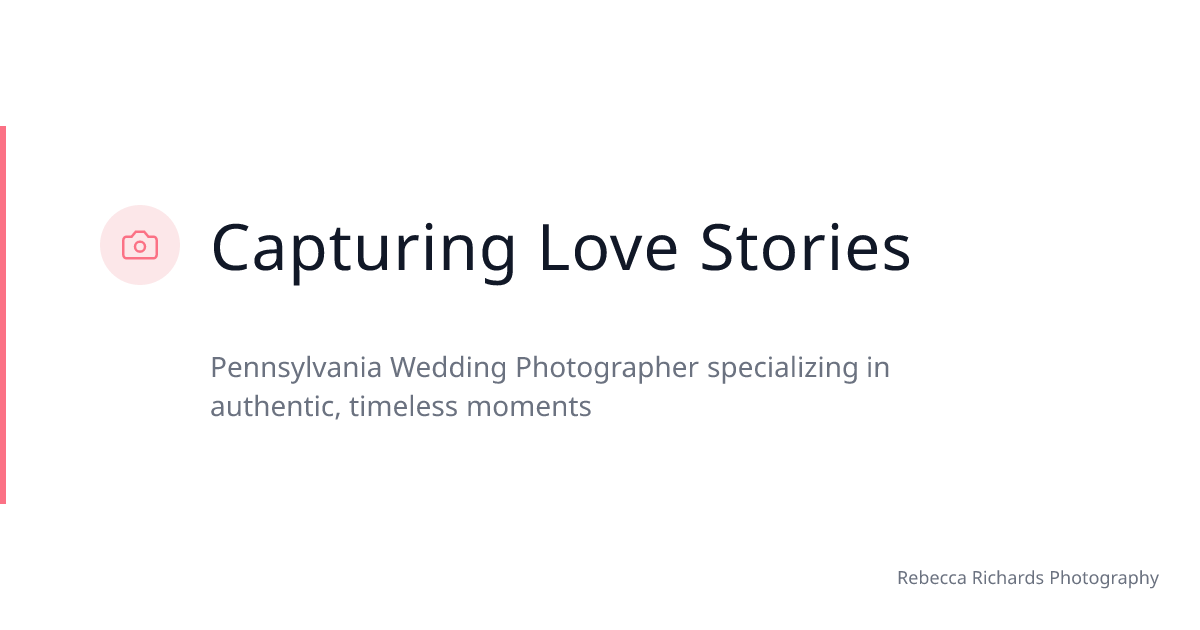 Capturing Love Stories
Pennsylvania Wedding Photographer specializing in
authentic, timeless moments
Rebecca Richards Photography